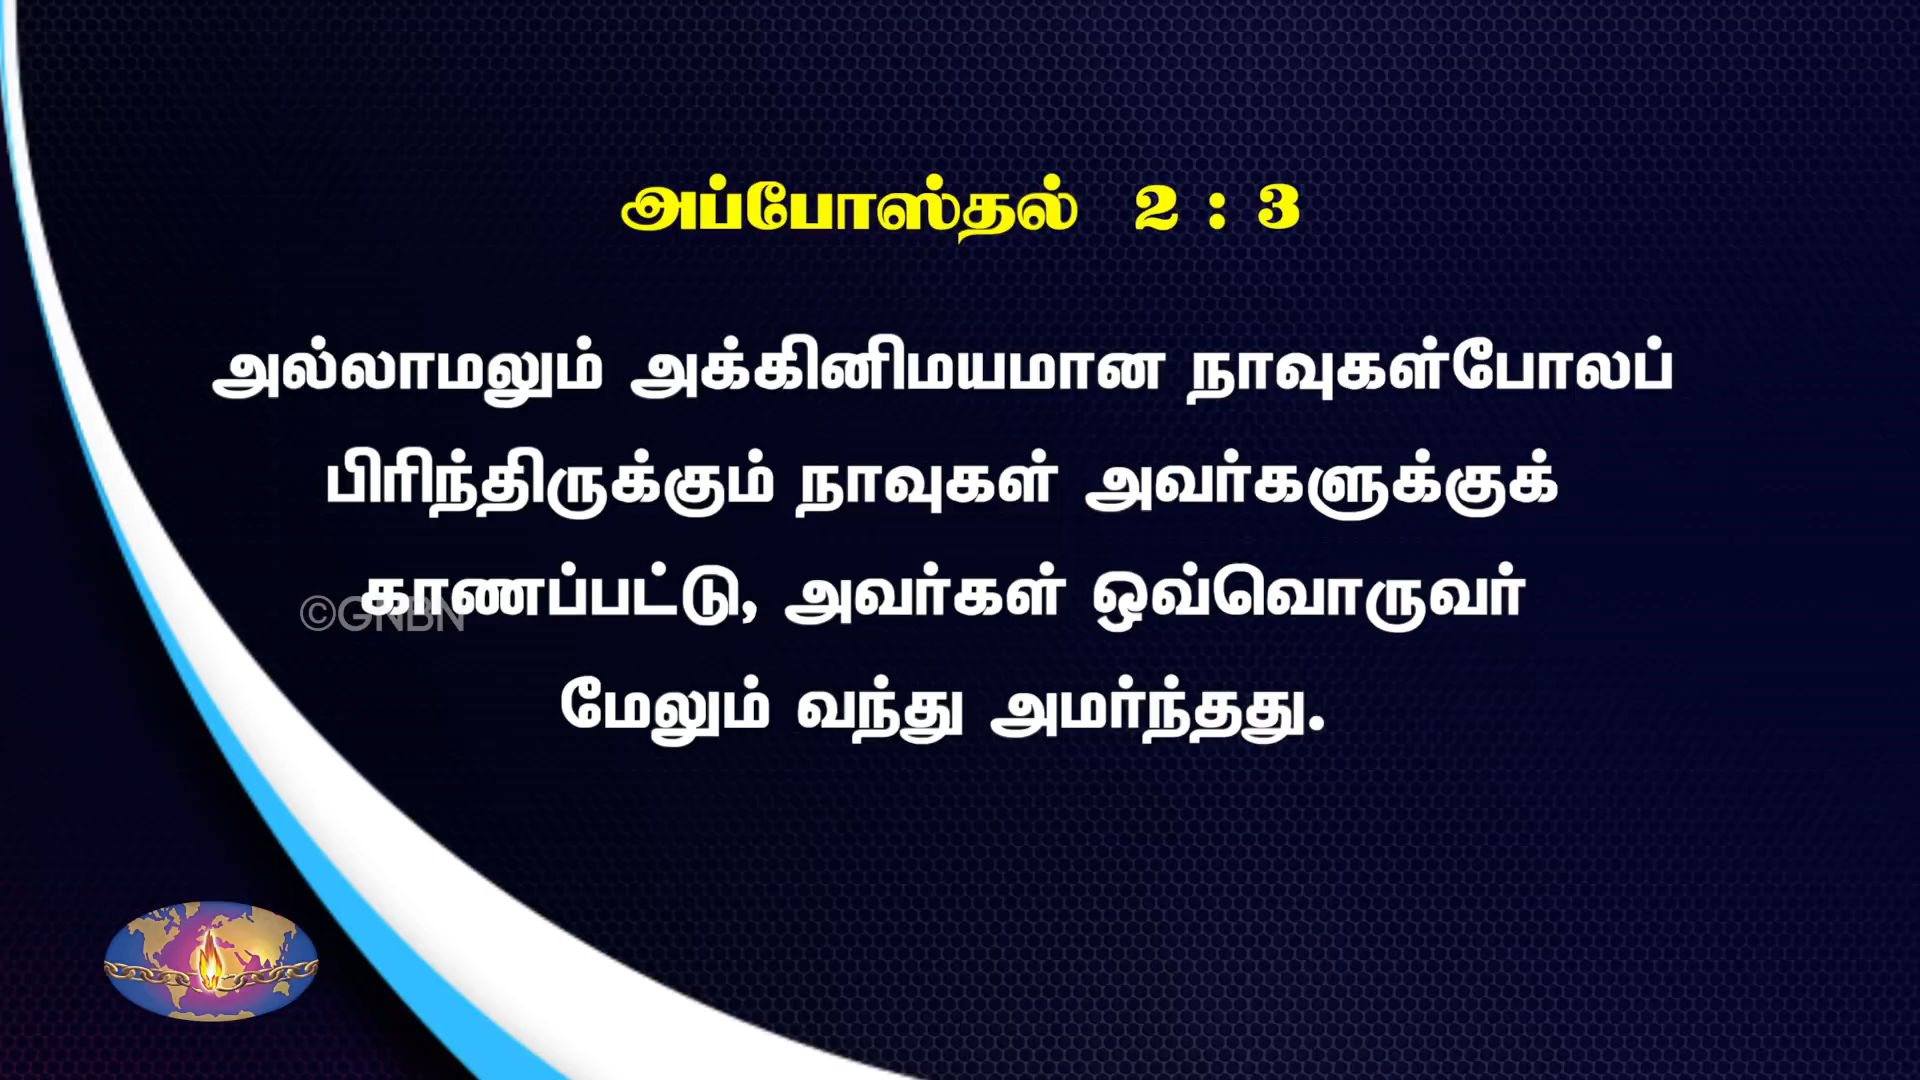 அப்போஸ்தல் 2 : 3
அல்லாமலும் அக்கினிமயமான நாவுகள்போலப்
பிரிந்திருக்கும் நாவுகள் அவர்களுக்குக்
காணப்பட்டு, அவர்கள் ஒவ்வொருவர்
©GNBN
மேலும் வந்து அமர்ந்தது.